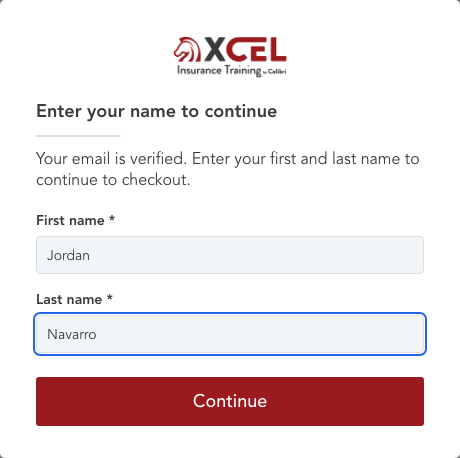 XCEL
Insurance Training by Colibri
Enter your name to continue
Your email is verified. Enter your first and last name to
continue to checkout.
First name *
Jordan
Last name *
Navarro
Continue